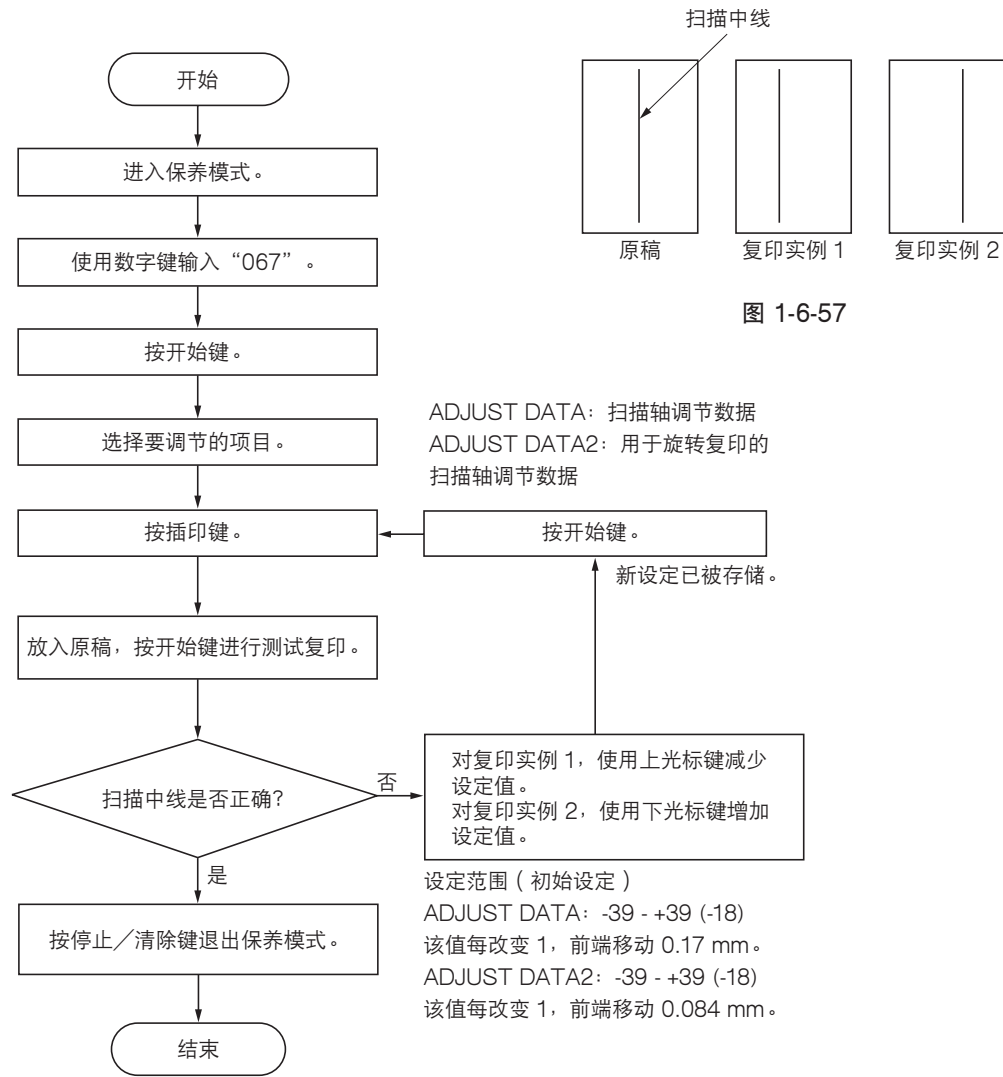 扫描中线
原稿
复印实例 1
复印实例 2
图 1-6-57
开始
进入保养模式。
使用数字键输入“067”。
按开始键。
选择要调节的项目。
ADJUST DATA：扫描轴调节数据
ADJUST DATA2：用于旋转复印的
扫描轴调节数据
按插印键。
按开始键。
新设定已被存储。
放入原稿，按开始键进行测试复印。
扫描中线是否正确?
否
对复印实例 1，使用上光标键减少
设定值。
对复印实例 2，使用下光标键增加
设定值。
是
设定范围 ( 初始设定 )
ADJUST DATA：-39 - +39 (-18)
该值每改变 1，前端移动 0.17 mm。
ADJUST DATA2：-39 - +39 (-18)
该值每改变 1，前端移动 0.084 mm。
按停止／清除键退出保养模式。
结束